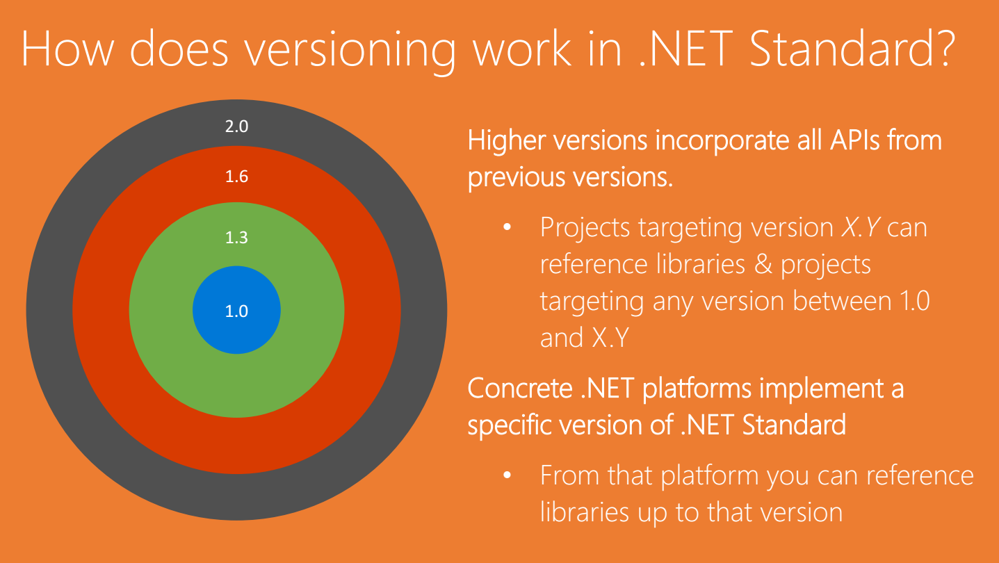 How does versioning work in .NET Standard?
2.0
1.6
1.3
1.0
Higher versions incorporate all APIs from
previous versions.
• Projects targeting version X.Y can
reference libraries & projects
targeting any version between 1.0
and X.Y
Concrete .NET platforms implement a
specific version of .NET Standard
• From that platform you can reference
libraries up to that version